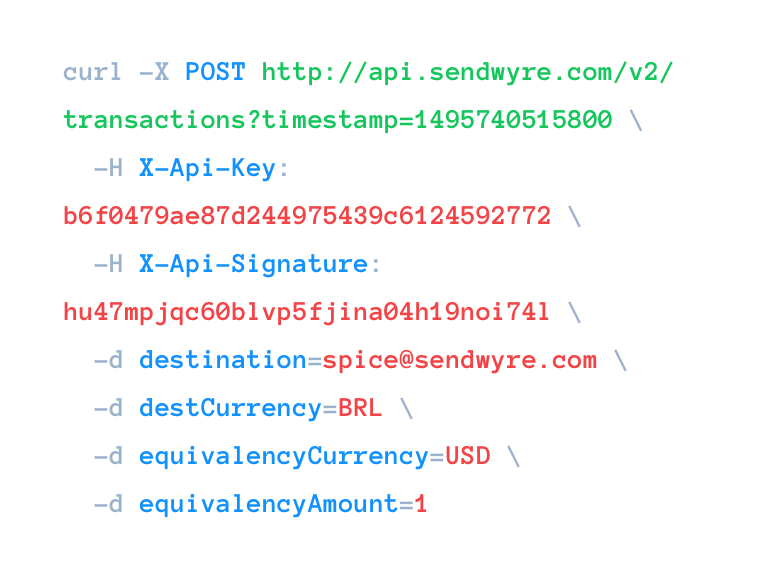 curl -X POST http://api.sendwyre.com/v2/
transactions?timestamp=1495740515800 \
-H X-Api-Key:
b6f0479ae87d244975439c6124592772 \
-H X-Api-Signature:
hu47mpjqc60blvp5fjina04h19noi74l \
-d destination=spice@sendwyre.com \
-d destCurrency=BRL \
-d equivalencyCurrency=USD \
-d equivalencyAmount=1